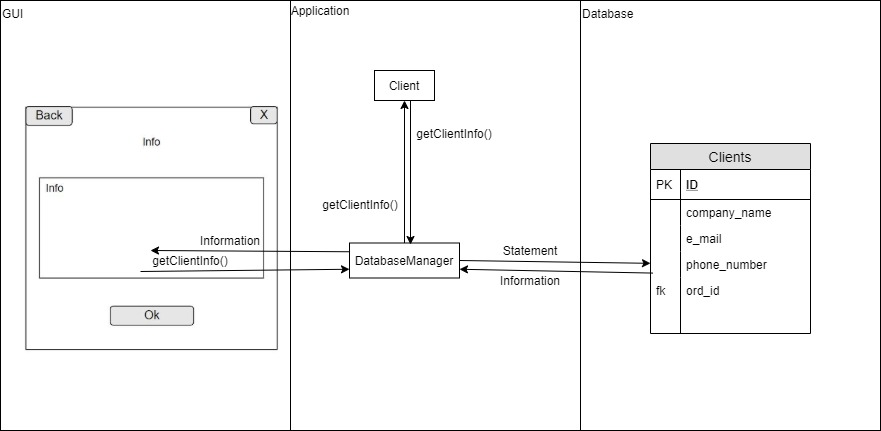 GUI
Application
Database
Client
Back
X
getClientInfo()
Info
Clients
PK
ID
Info
getClientInfo()
company_name
e_mail
Information
Statement
getClientInfo()
DatabaseManager
phone_number
Information
fk
ord_id
Ok